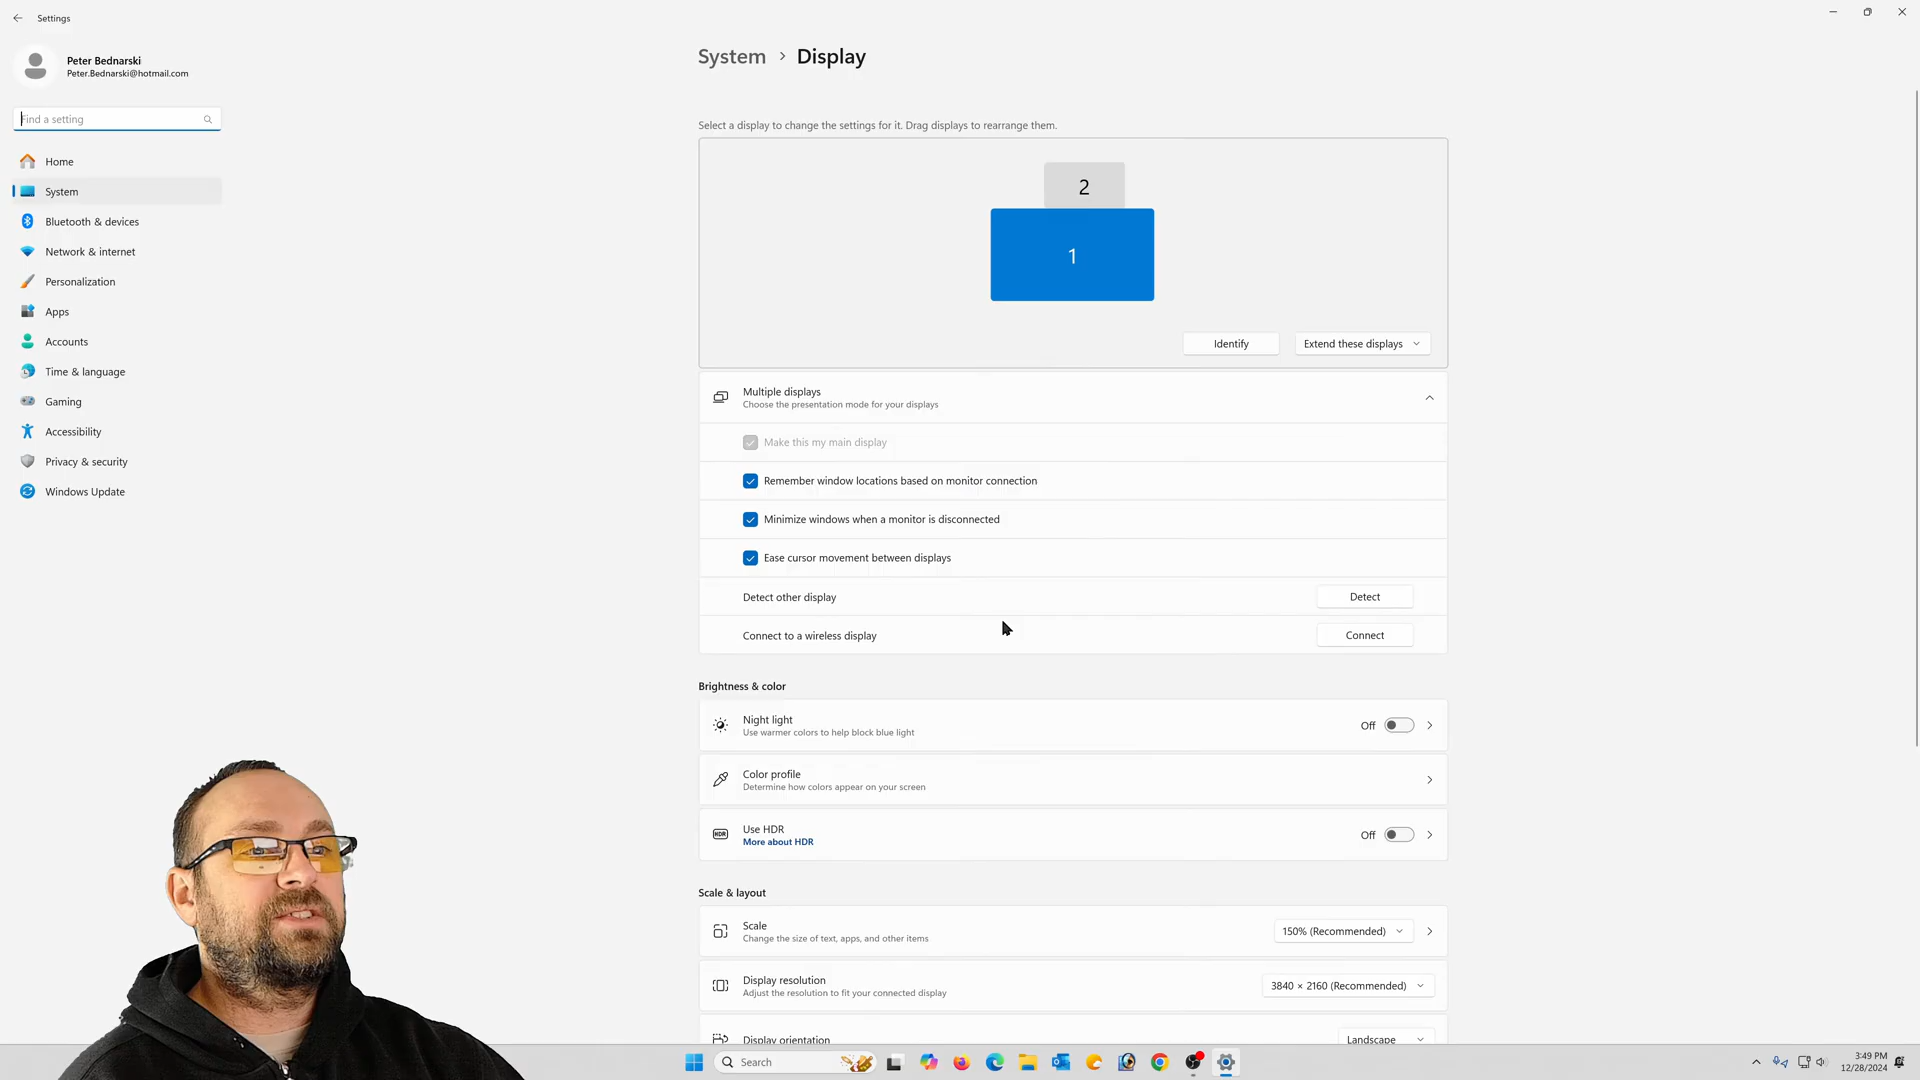 Settings
Peter Bednarski
Peter.Bednarski@hotmail.com
Find a setting
Home
System
Bluetooth & devices
Network & internet
Personalization
Apps
Accounts
Time & language
Gaming
Accessibility
Privacy & security
Windows Update
System > Display
Select a display to change the settings for it. Drag displays to rearrange them.
2
1
Identify
Extend these displays
Multiple displays
Choose the presentation mode for your displays
Make this my main display
Remember window locations based on monitor connection
Minimize windows when a monitor is disconnected
Ease cursor movement between displays
Detect other display
Detect
Connect to a wireless display
Connect
Brightness & color
Night light
Use warmer colors to help block blue light
Off
Color profile
Determine how colors appear on your screen
HDR
Use HDR
More about HDR
Off
Scale & layout
Scale
Change the size of text, apps, and other items
150% (Recommended)
Display resolution
Adjust the resolution to fit your connected display
3840 × 2160 (Recommended)
Display orientation
Landscape
Search
3:49 PM
12/28/2024